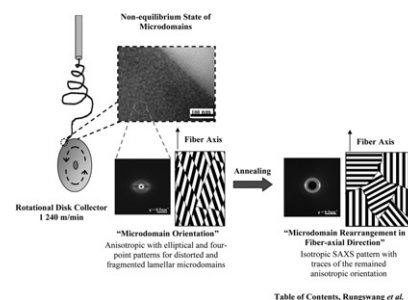 Non-equilibrium State of
Microdomains
100 nm
Fiber Axis
Fiber Axis
Annealing
Rotational Disk Collector
1 240 m/min
"Microdomain Orientation"
Anisotropic with elliptical and four-
point patterns for distorted and
fragmented lamellar microdomains
"Microdomain Rearrangement in
Fiber-axial Direction"
Isotropic SAXS pattern with
traces of the remained
anisotropic orientation
Table of Contents, Rungswang et al.